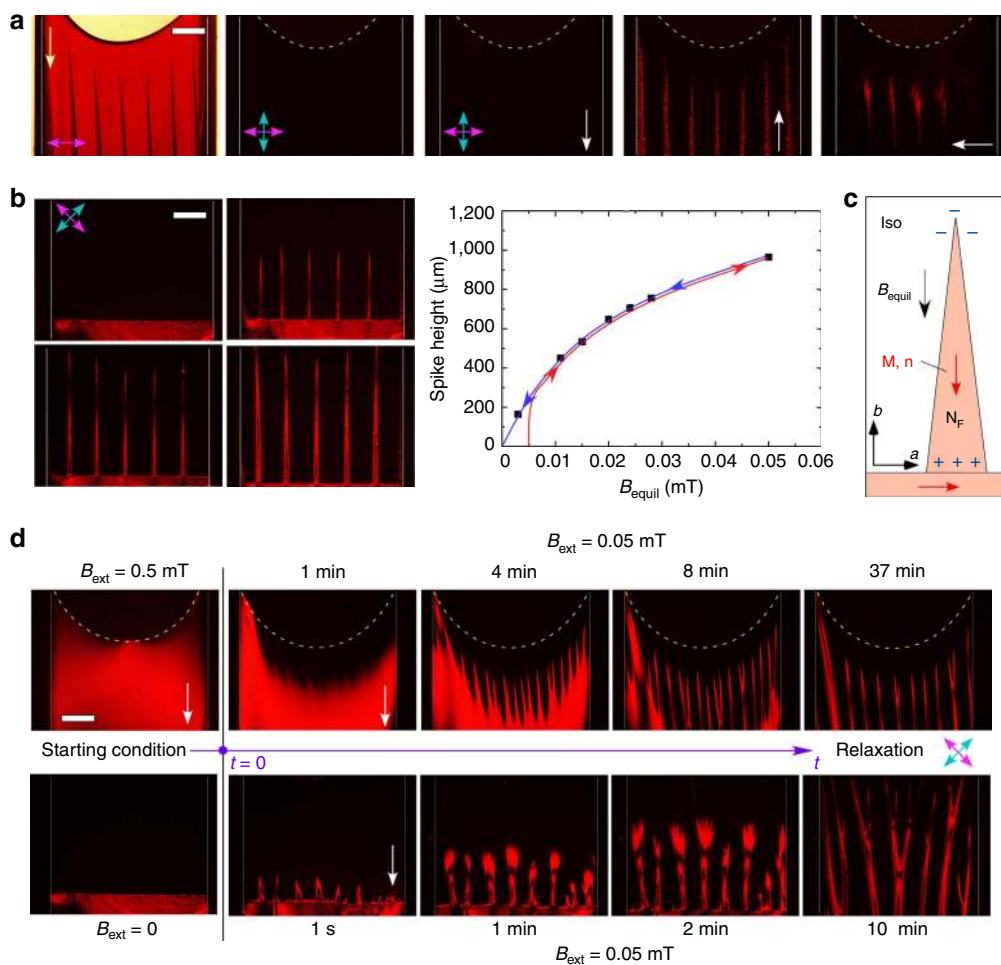 a
b
1,200
1,000
800
600
400
200
0
Spike height (μm)
0 0.01 0.02 0.03 0.04 0.05 0.06
B_equil (mT)
c
Iso
B_equil
M, n
N_F
b
a
− − −
+ + +
d
B_ext = 0.05 mT
B_ext = 0.5 mT 1 min 4 min 8 min 37 min
Starting condition t = 0 t Relaxation
B_ext = 0 1 s 1 min 2 min 10 min
B_ext = 0.05 mT